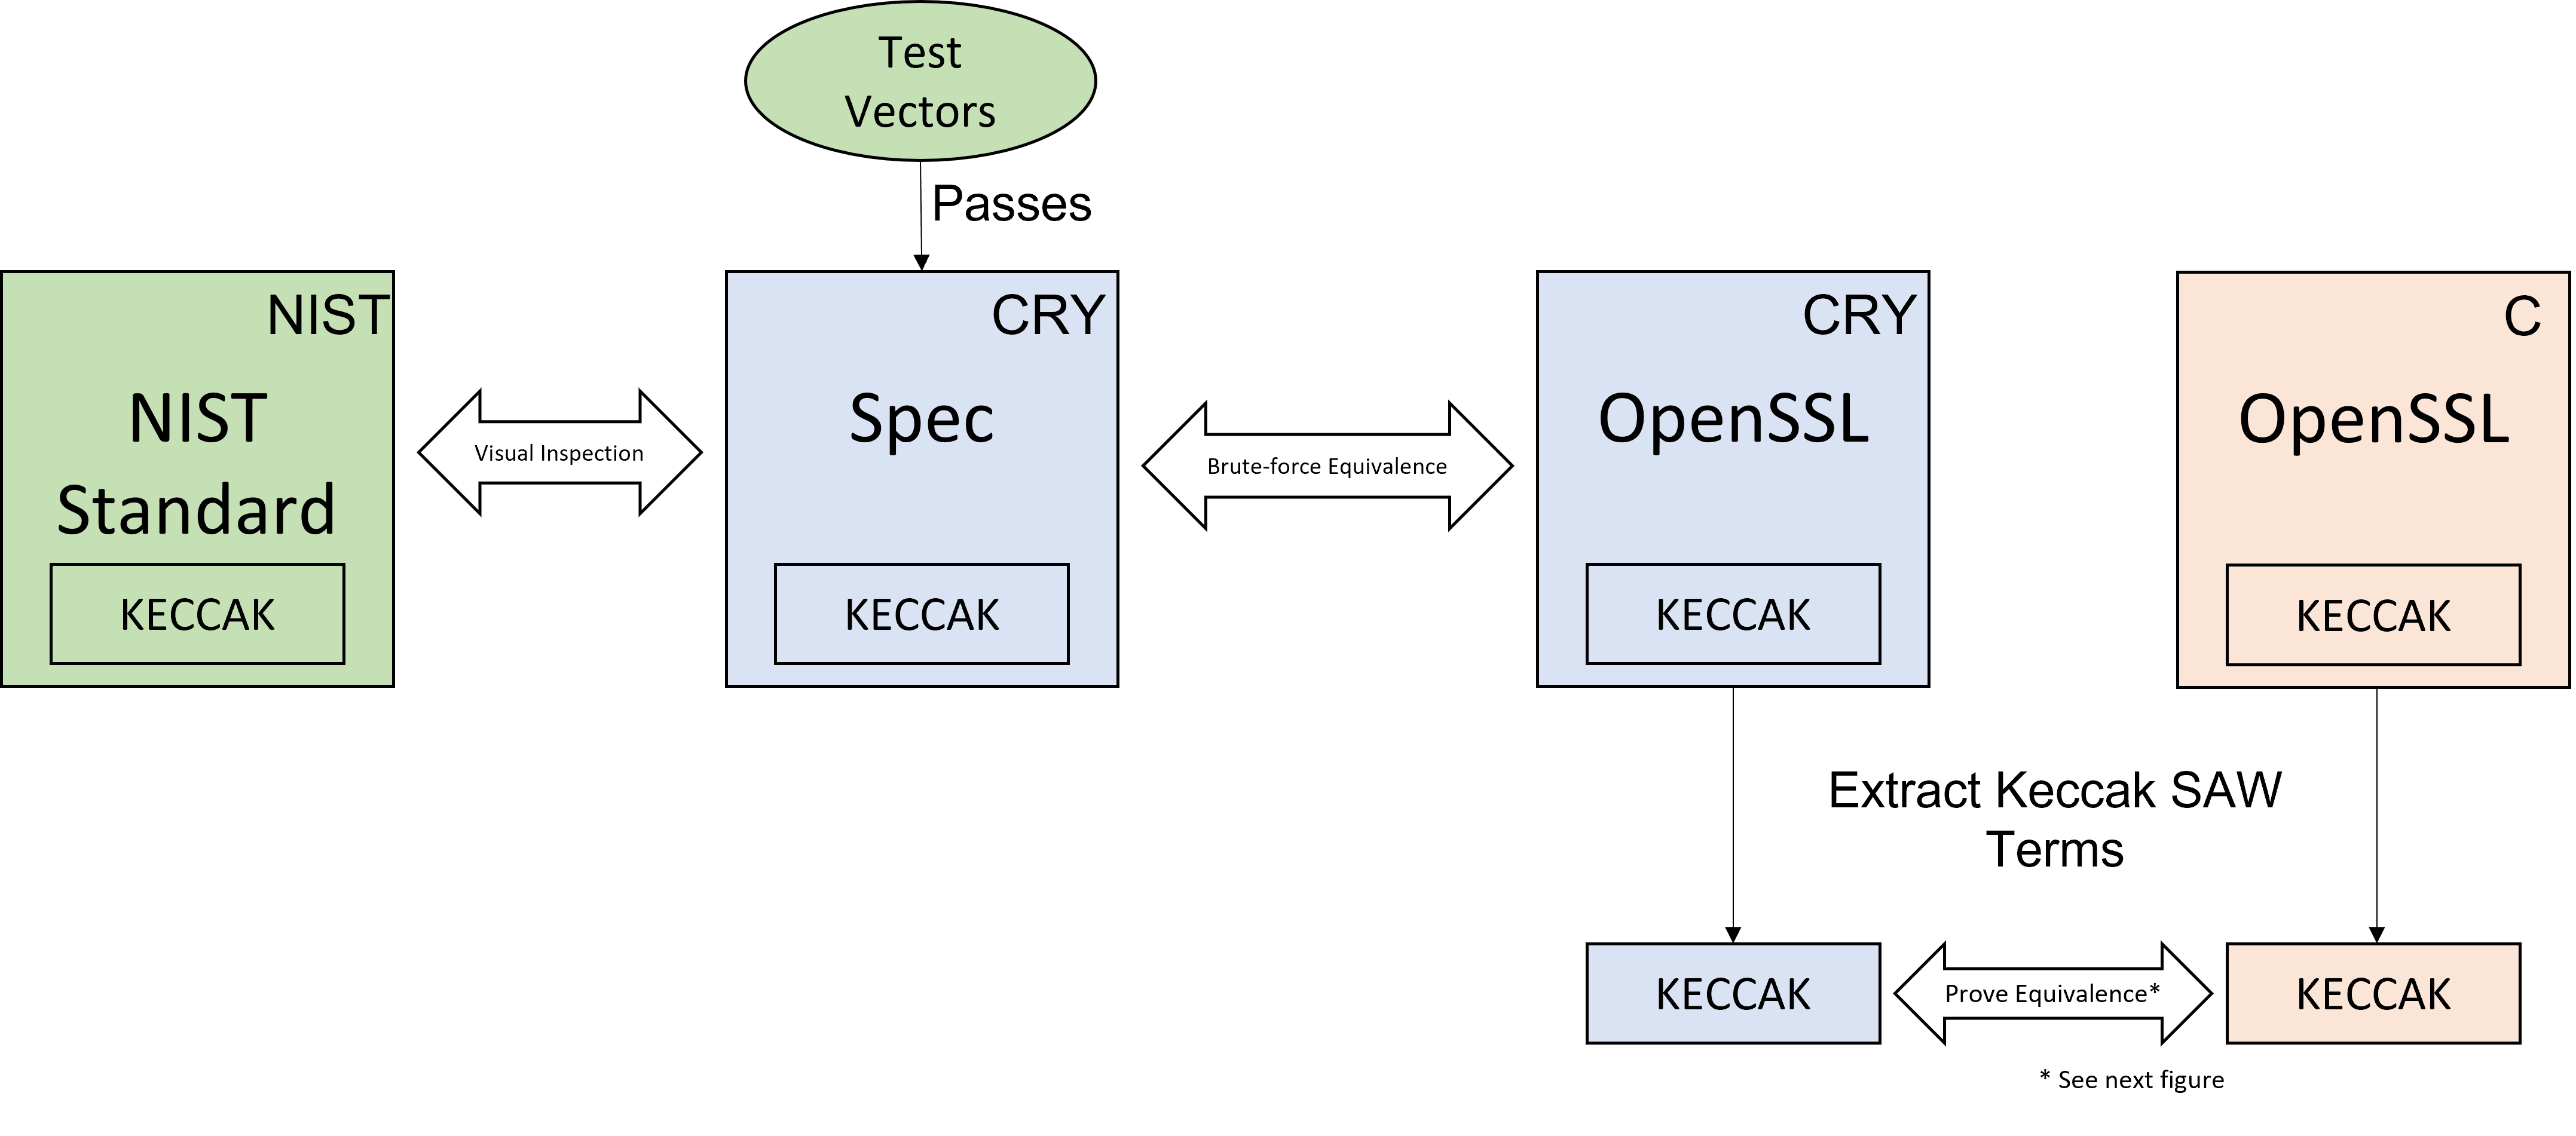 Test
Vectors
Passes
NIST
NIST
Standard
KECCAK
Visual Inspection
CRY
Spec
KECCAK
Brute-force Equivalence
CRY
OpenSSL
KECCAK
C
OpenSSL
KECCAK
Extract Keccak SAW
Terms
KECCAK
Prove Equivalence*
KECCAK
* See next figure